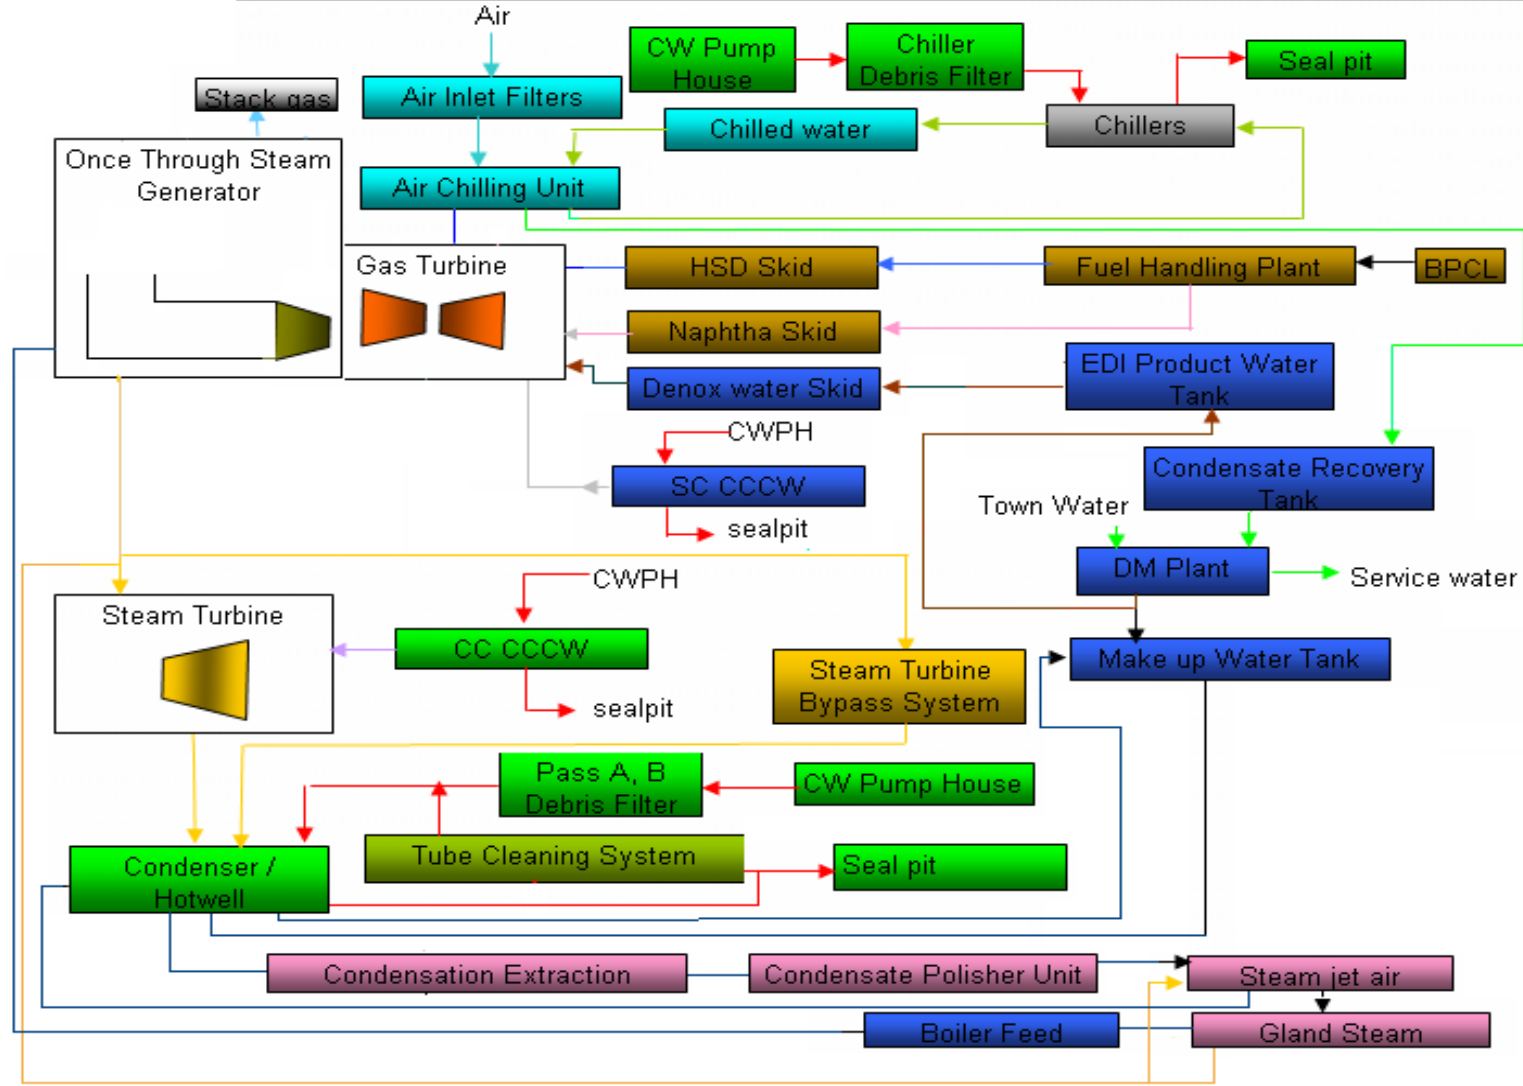 Air
CW Pump
House
Chiller
Debris Filter
Seal pit
Stack gas
Air Inlet Filters
Chilled water
Chillers
Once Through Steam
Generator
Air Chilling Unit
Gas Turbine
HSD Skid
Fuel Handling Plant
BPCL
Naphtha Skid
EDI Product Water
Tank
Denox water Skid
CWPH
SC CCCW
sealpit
Condensate Recovery
Tank
Town Water
DM Plant
Service water
CWPH
Steam Turbine
CC CCCW
sealpit
Steam Turbine
Bypass System
Make up Water Tank
Pass A, B
Debris Filter
CW Pump House
Tube Cleaning System
Seal pit
Condenser /
Hotwell
Condensation Extraction
Condensate Polisher Unit
Steam jet air
Boiler Feed
Gland Steam